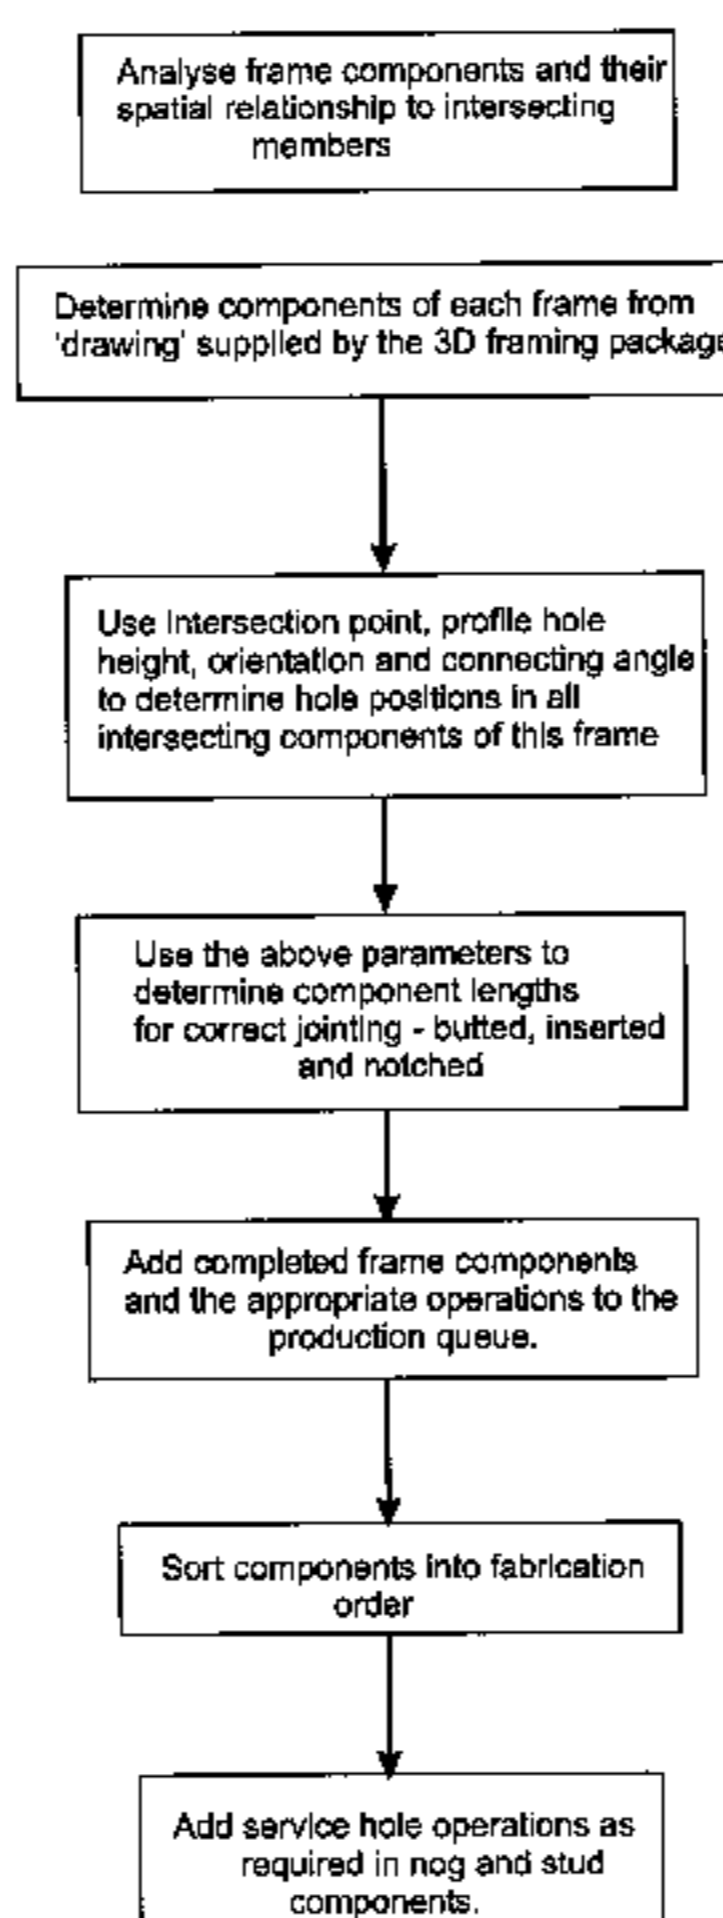 Analyse frame components and their
spatial relationship to intersecting
members
Determine components of each frame from
'drawing' supplied by the 3D framing package
Use Intersection point, profile hole
height, orientation and connecting angle
to determine hole positions in all
intersecting components of this frame
Use the above parameters to
determine component lengths
for correct jointing - butted, inserted
and notched
Add completed frame components
and the appropriate operations to the
production queue.
Sort components into fabrication
order
Add service hole operations as
required in nog and stud
components.